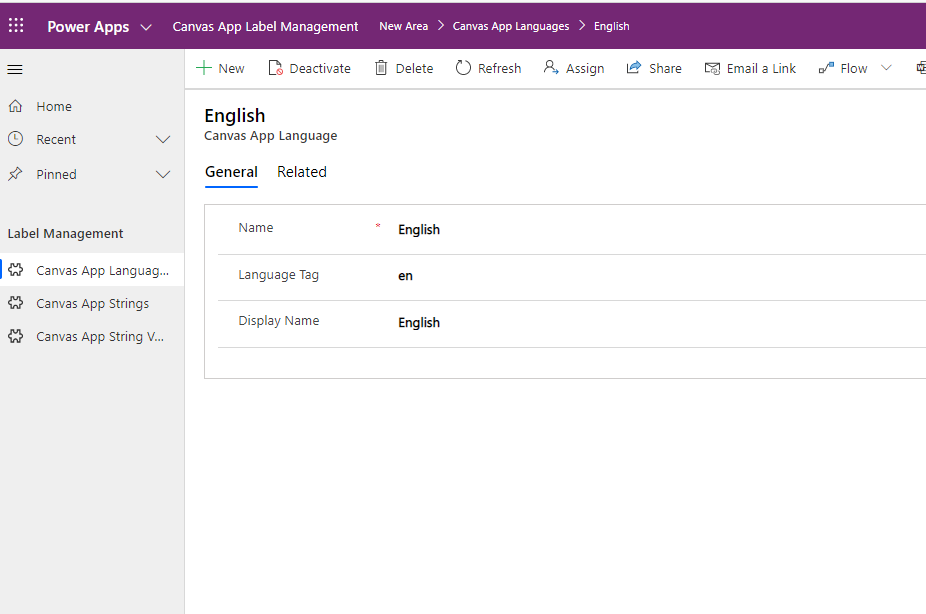 Power Apps Canvas App Label Management New Area Canvas App Languages English
New Deactivate Delete Refresh Assign Share Email a Link Flow
Home
Recent
Pinned
Label Management
Canvas App Languag...
Canvas App Strings
Canvas App String V...
English
Canvas App Language
General Related
Name * English
Language Tag en
Display Name English